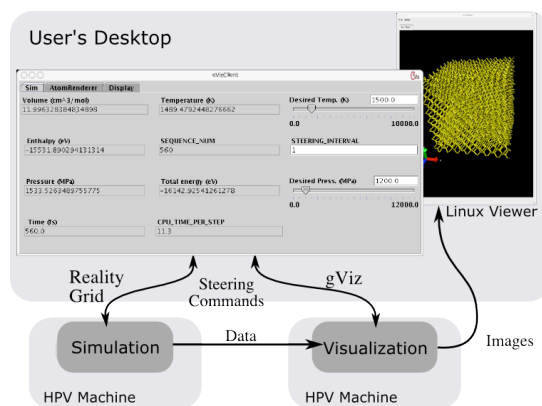 User's Desktop
eVizClient
Sim AtomRenderer Display
Volume (cm^3/mol) Temperature (K) Desired Temp. (K) 1500.0
11.996328384834898 1489.4792448276662
0.0 10000.0
Enthalpy (eV) SEQUENCE_NUM STEERING_INTERVAL
-15531.890294131314 560 1
Pressure (MPa) Total energy (eV) Desired Press. (MPa) 1200.0
1533.5263489755775 -16142.92541261278
0.0 12000.0
Time (fs) CPU_TIME_PER_STEP
560.0 11.3
Linux Viewer
Reality
Grid
Steering
Commands
gViz
Simulation
Data
Visualization
Images
HPV Machine
HPV Machine